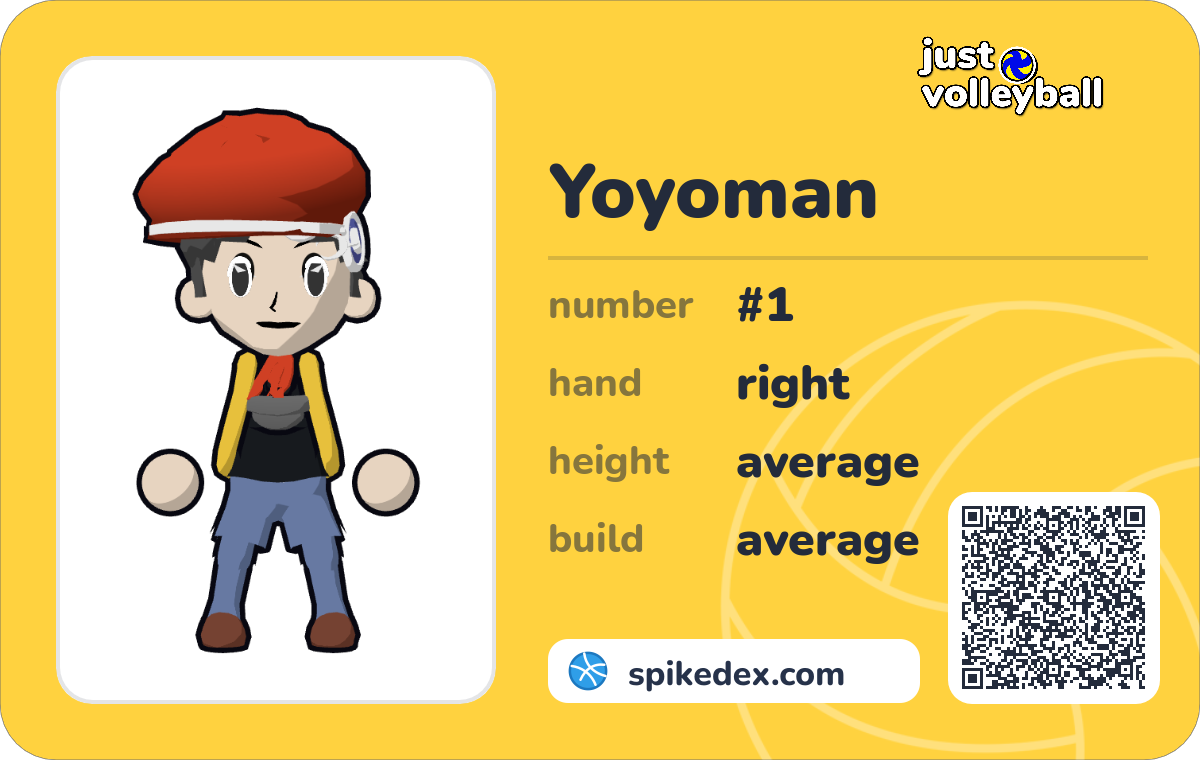 just
volleyball
Yoyoman
number #1
hand right
height average
build average
spikedex.com